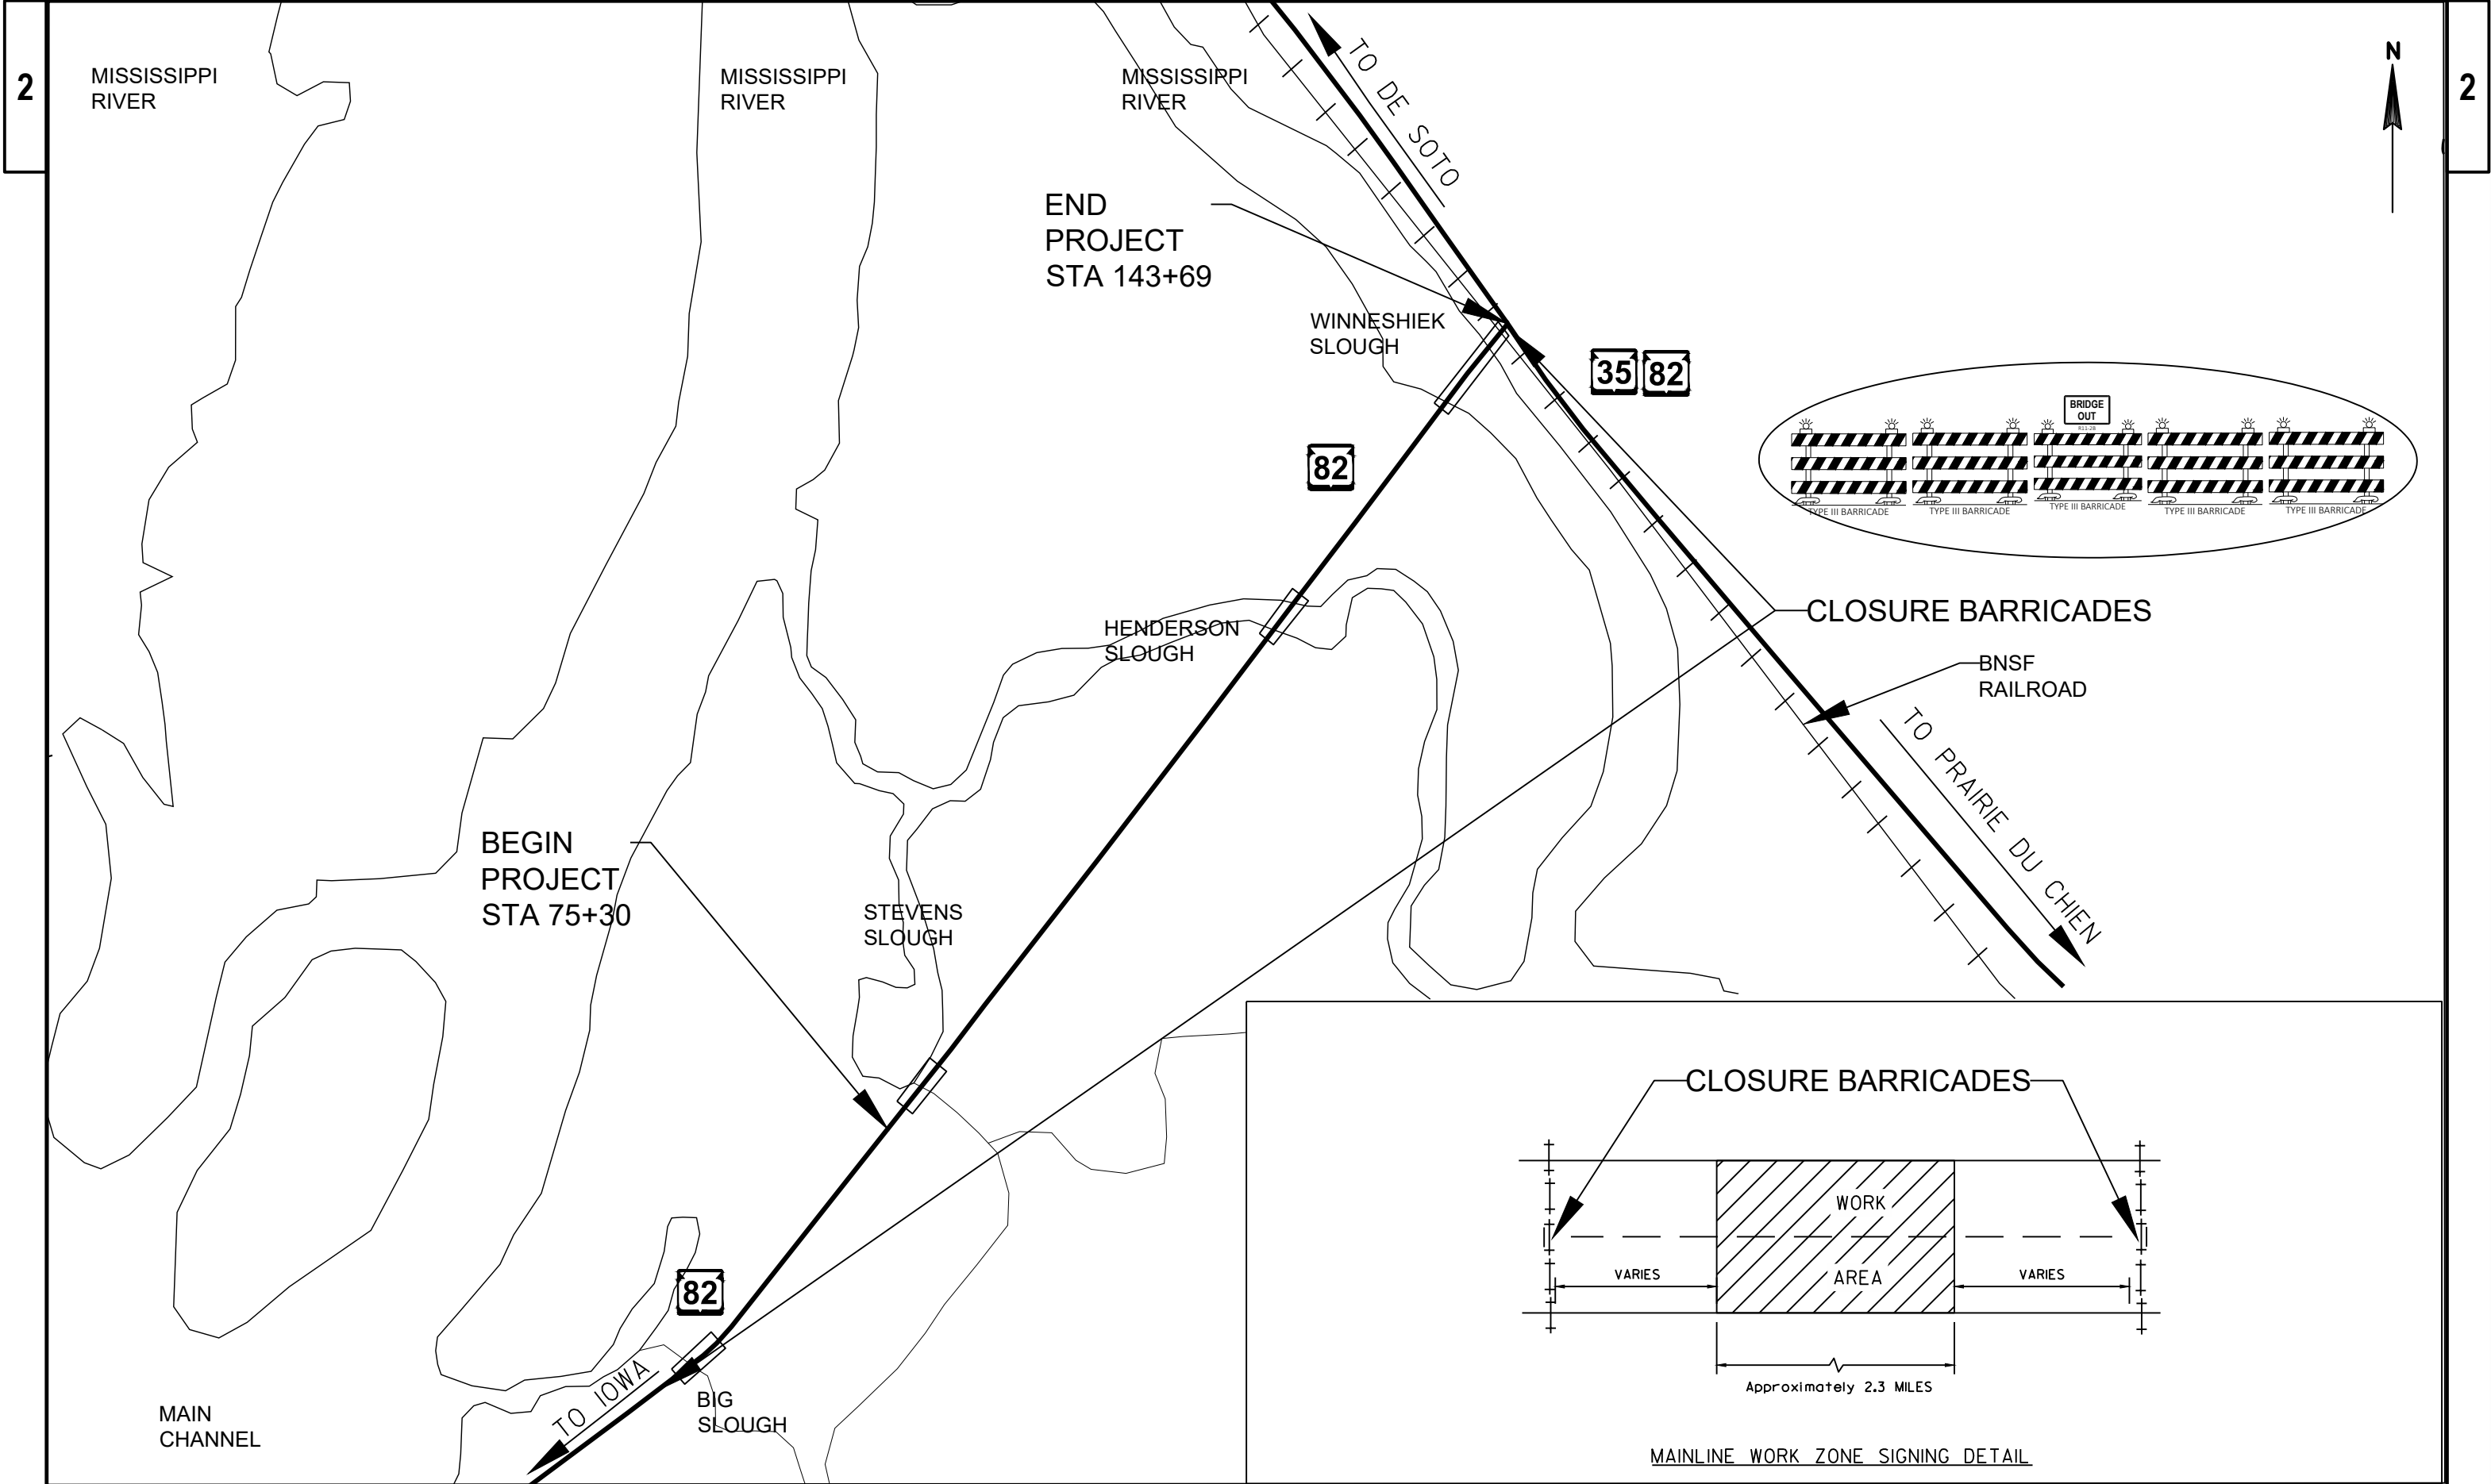 2
MISSISSIPPI
RIVER
MISSISSIPPI
RIVER
MISSISSIPPI
RIVER
TO DE SOTO
N
2
END
PROJECT
STA 143+69
WINNESHIEK
SLOUGH
35
82
82
BRIDGE
OUT
R11-2B
TYPE III BARRICADE
TYPE III BARRICADE
TYPE III BARRICADE
TYPE III BARRICADE
TYPE III BARRICADE
CLOSURE BARRICADES
HENDERSON
SLOUGH
BNSF
RAILROAD
TO PRAIRIE DU CHIEN
BEGIN
PROJECT
STA 75+30
STEVENS
SLOUGH
82
TO IOWA
BIG
SLOUGH
MAIN
CHANNEL
CLOSURE BARRICADES
WORK
AREA
VARIES
VARIES
Approximately 2.3 MILES
MAINLINE WORK ZONE SIGNING DETAIL